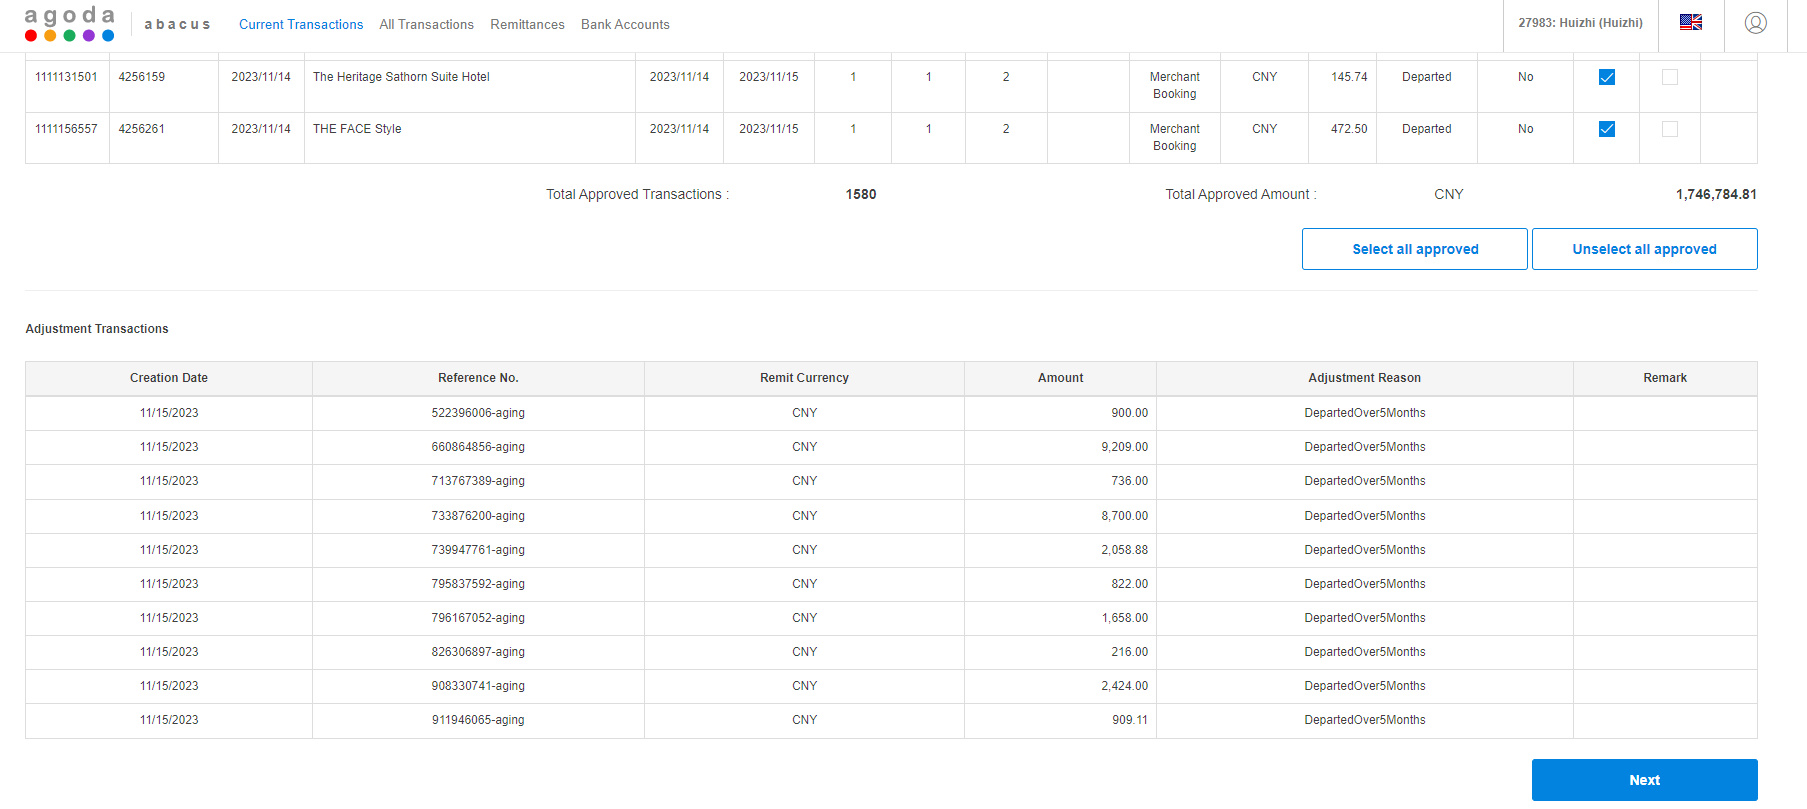 agoda abacus Current Transactions All Transactions Remittances Bank Accounts 27983: Huizhi (Huizhi)
1111131501 4256159 2023/11/14 The Heritage Sathorn Suite Hotel 2023/11/14 2023/11/15 1 1 2 Merchant Booking CNY 145.74 Departed No
1111156557 4256261 2023/11/14 THE FACE Style 2023/11/14 2023/11/15 1 1 2 Merchant Booking CNY 472.50 Departed No
Total Approved Transactions : 1580 Total Approved Amount : CNY 1,746,784.81
Select all approved Unselect all approved
Adjustment Transactions
Creation Date Reference No. Remit Currency Amount Adjustment Reason Remark
11/15/2023 522396006-aging CNY 900.00 DepartedOver5Months
11/15/2023 660864856-aging CNY 9,209.00 DepartedOver5Months
11/15/2023 713767389-aging CNY 736.00 DepartedOver5Months
11/15/2023 733876200-aging CNY 8,700.00 DepartedOver5Months
11/15/2023 739947761-aging CNY 2,058.88 DepartedOver5Months
11/15/2023 795837592-aging CNY 822.00 DepartedOver5Months
11/15/2023 796167052-aging CNY 1,658.00 DepartedOver5Months
11/15/2023 826306897-aging CNY 216.00 DepartedOver5Months
11/15/2023 908330741-aging CNY 2,424.00 DepartedOver5Months
11/15/2023 911946065-aging CNY 909.11 DepartedOver5Months
Next